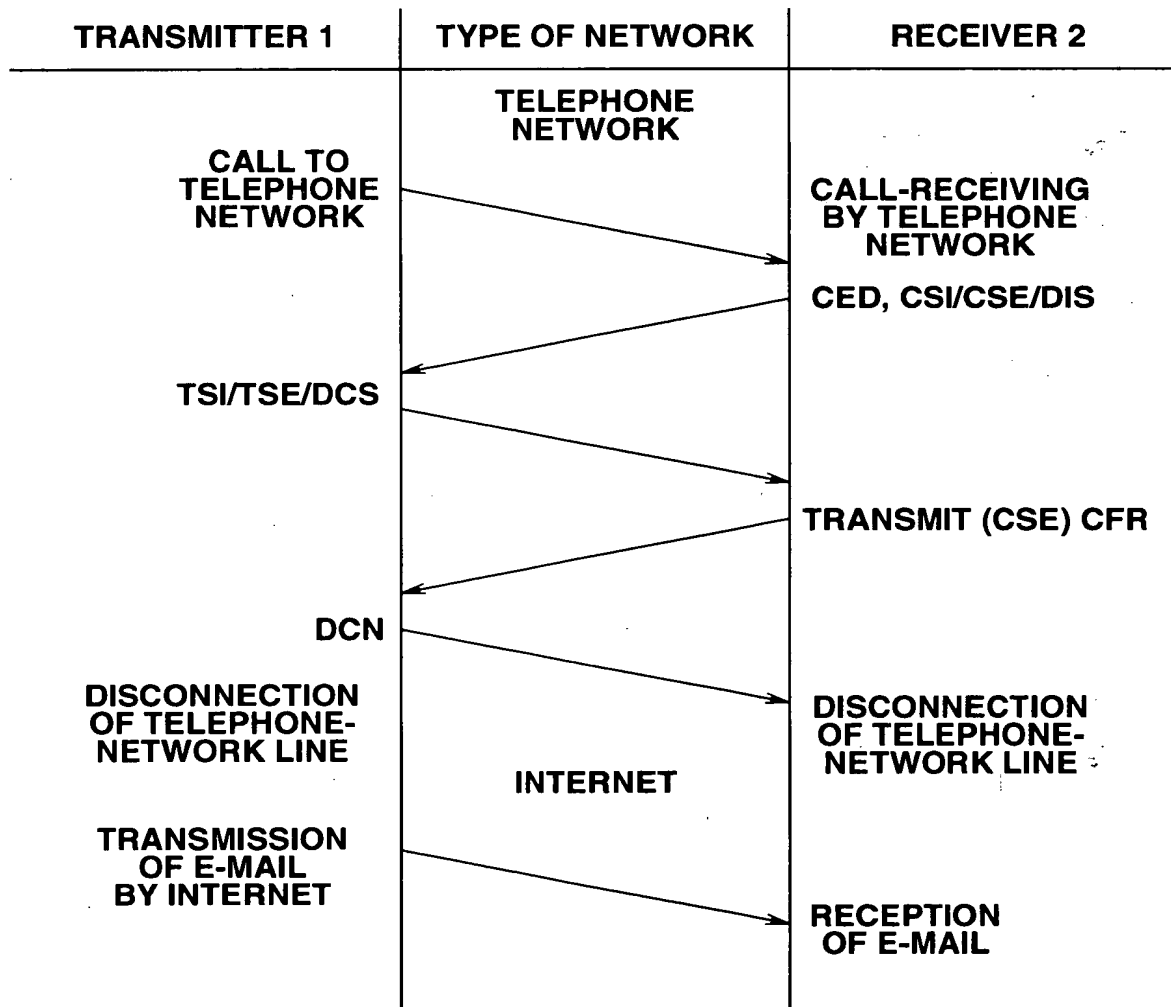 TRANSMITTER 1
TYPE OF NETWORK
RECEIVER 2
TELEPHONE
NETWORK
CALL TO
TELEPHONE
NETWORK
CALL-RECEIVING
BY TELEPHONE
NETWORK
CED, CSI/CSE/DIS
TSI/TSE/DCS
TRANSMIT (CSE) CFR
DCN
DISCONNECTION
OF TELEPHONE-
NETWORK LINE
DISCONNECTION
OF TELEPHONE-
NETWORK LINE
INTERNET
TRANSMISSION
OF E-MAIL
BY INTERNET
RECEPTION
OF E-MAIL